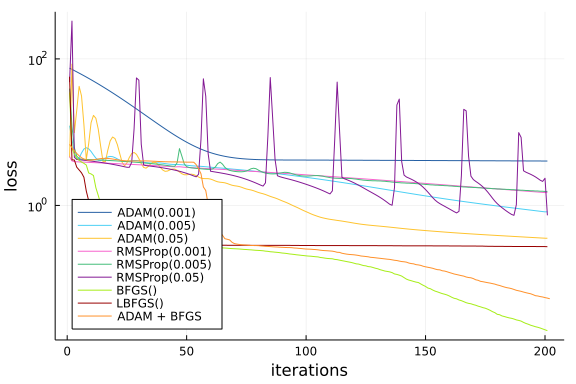 10²
10⁰
loss
ADAM(0.001)
ADAM(0.005)
ADAM(0.05)
RMSProp(0.001)
RMSProp(0.005)
RMSProp(0.05)
BFGS()
LBFGS()
ADAM + BFGS
0 50 100 150 200
iterations